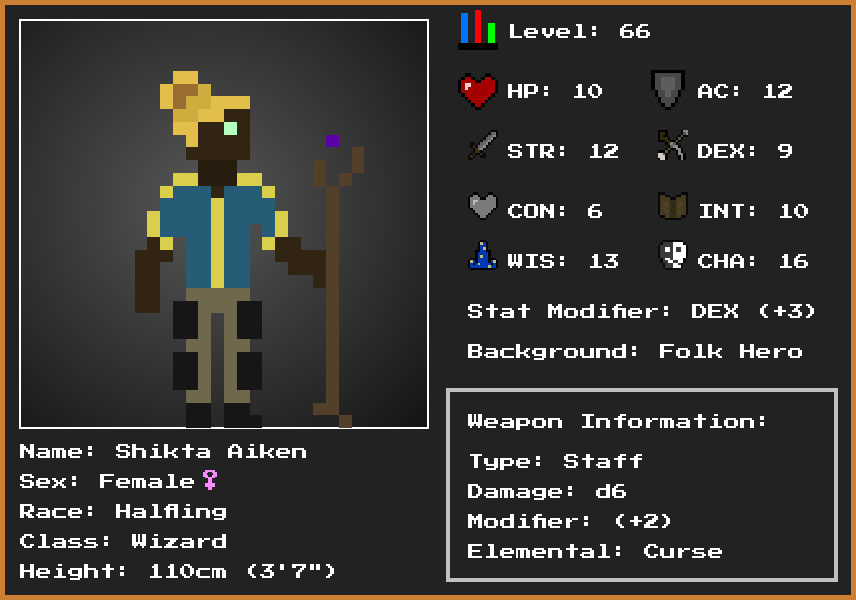 Level: 66
HP: 10 AC: 12
STR: 12 DEX: 9
CON: 6 INT: 10
WIS: 13 CHA: 16
Stat Modifier: DEX (+3)
Background: Folk Hero
Weapon Information:
Type: Staff
Damage: d6
Modifier: (+2)
Elemental: Curse
Name: Shikta Aiken
Sex: Female♀
Race: Halfling
Class: Wizard
Height: 110cm (3'7")